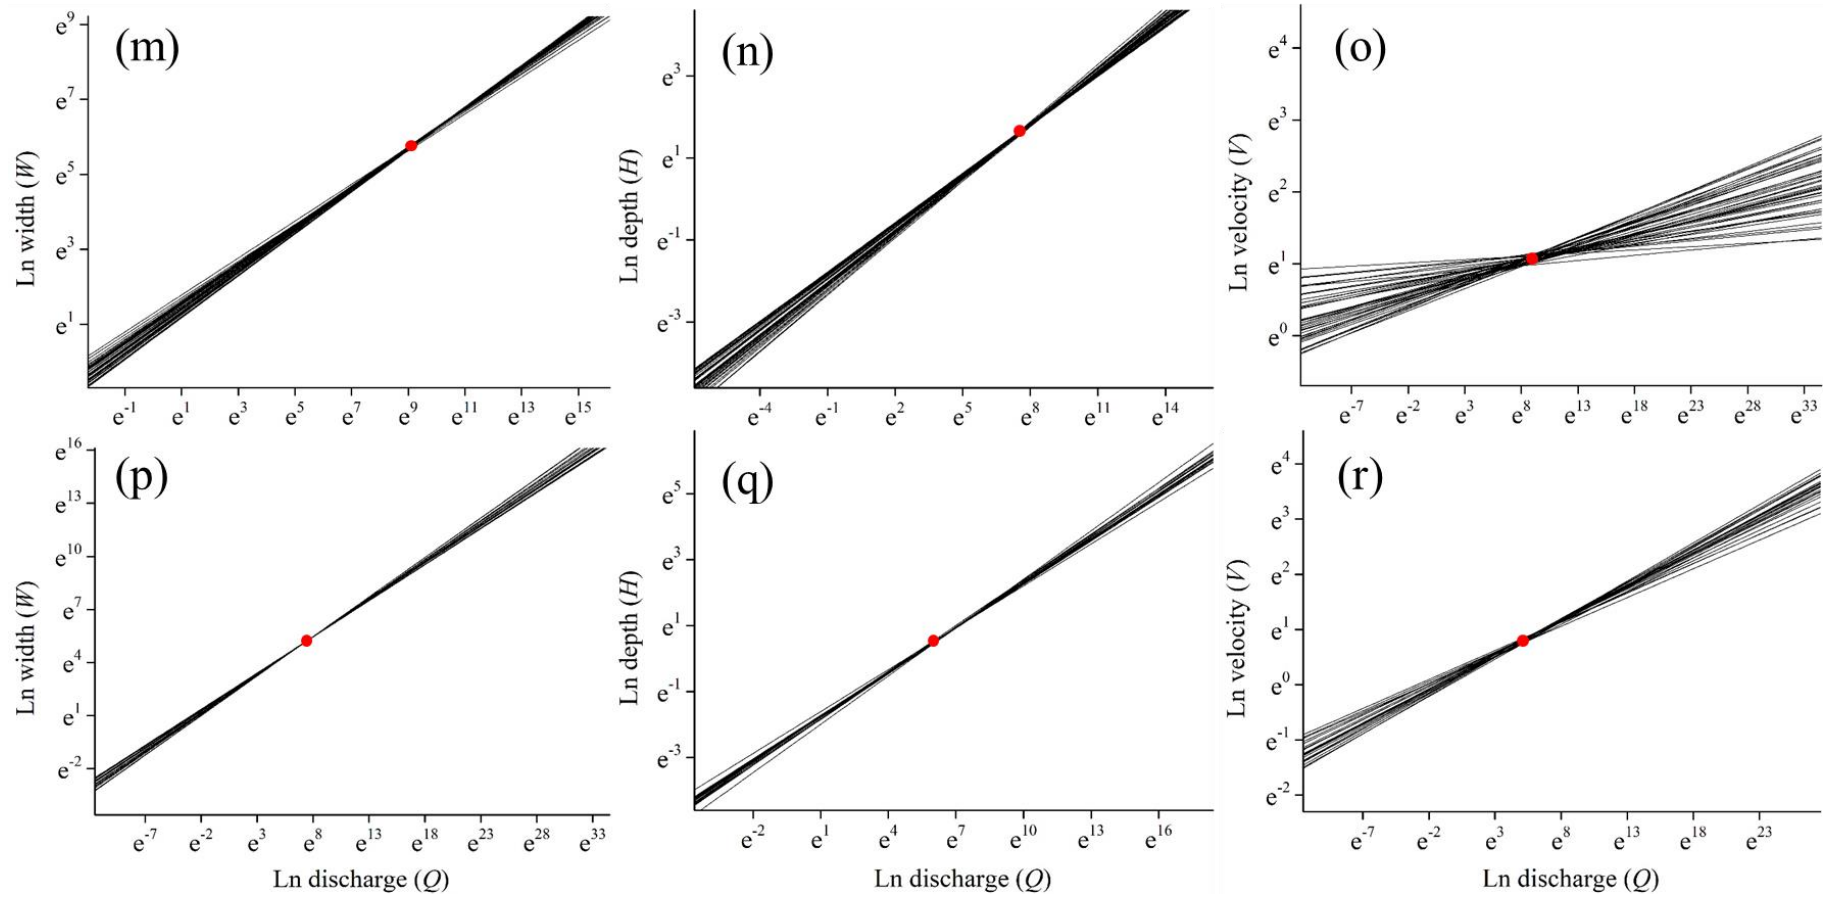 (m)
Ln width (W)
e⁹
e⁷
e⁵
e³
e¹
e⁻¹ e¹ e³ e⁵ e⁷ e⁹ e¹¹ e¹³ e¹⁵
(n)
Ln depth (H)
e³
e¹
e⁻¹
e⁻³
e⁻⁴ e⁻¹ e² e⁵ e⁸ e¹¹ e¹⁴
(o)
Ln velocity (V)
e⁴
e³
e²
e¹
e⁰
e⁻⁷ e⁻² e³ e⁸ e¹³ e¹⁸ e²³ e²⁸ e³³
(p)
Ln width (W)
e¹⁶
e¹³
e¹⁰
e⁷
e⁴
e¹
e⁻²
e⁻⁷ e⁻² e³ e⁸ e¹³ e¹⁸ e²³ e²⁸ e³³
Ln discharge (Q)
(q)
Ln depth (H)
e⁵
e³
e¹
e⁻¹
e⁻³
e⁻² e¹ e⁴ e⁷ e¹⁰ e¹³ e¹⁶
Ln discharge (Q)
(r)
Ln velocity (V)
e⁴
e³
e²
e¹
e⁰
e⁻¹
e⁻²
e⁻⁷ e⁻² e³ e⁸ e¹³ e¹⁸ e²³
Ln discharge (Q)